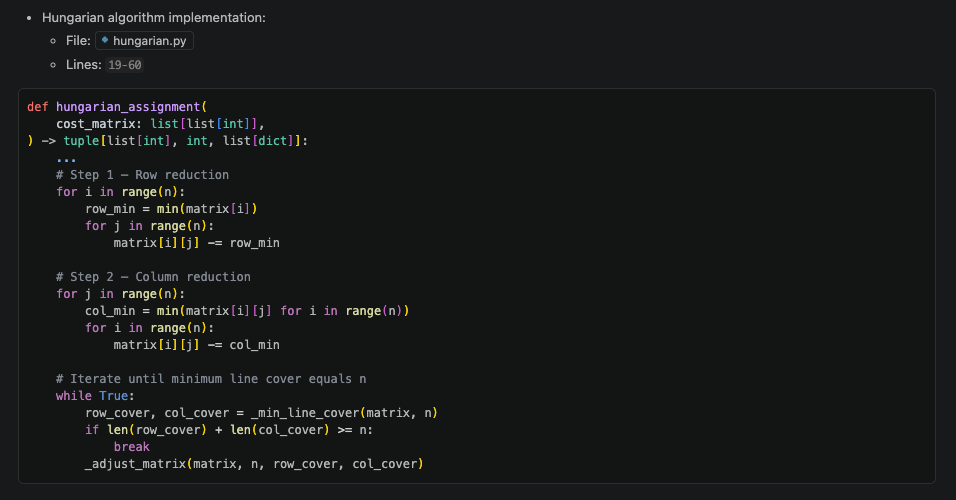 • Hungarian algorithm implementation:
◦ File: hungarian.py
◦ Lines: 19-60
def hungarian_assignment(
    cost_matrix: list[list[int]],
) -> tuple[list[int], int, list[dict]]:
    ...
    # Step 1 — Row reduction
    for i in range(n):
        row_min = min(matrix[i])
        for j in range(n):
            matrix[i][j] -= row_min

    # Step 2 — Column reduction
    for j in range(n):
        col_min = min(matrix[i][j] for i in range(n))
        for i in range(n):
            matrix[i][j] -= col_min

    # Iterate until minimum line cover equals n
    while True:
        row_cover, col_cover = _min_line_cover(matrix, n)
        if len(row_cover) + len(col_cover) >= n:
            break
        _adjust_matrix(matrix, n, row_cover, col_cover)